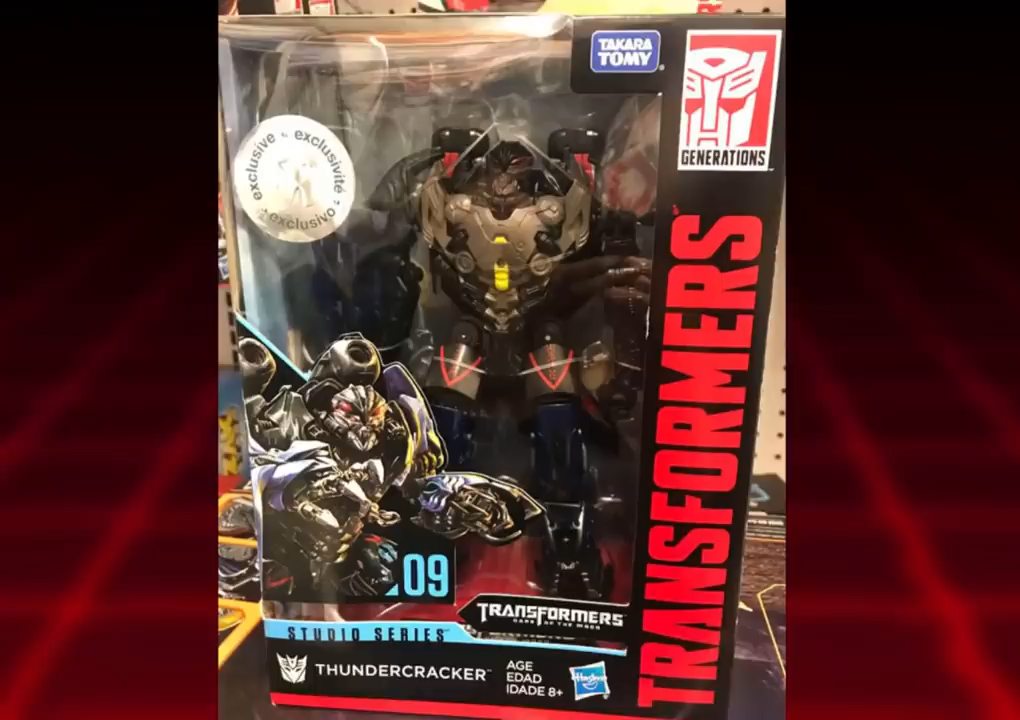 TAKARA
TOMY
GENERATIONS
exclusive • exclusivité • exclusivo
TRANSFORMERS
09
TRANSFORMERS
DARK OF THE MOON
STUDIO SERIES
THUNDERCRACKER
AGE
EDAD
IDADE 8+
Hasbro